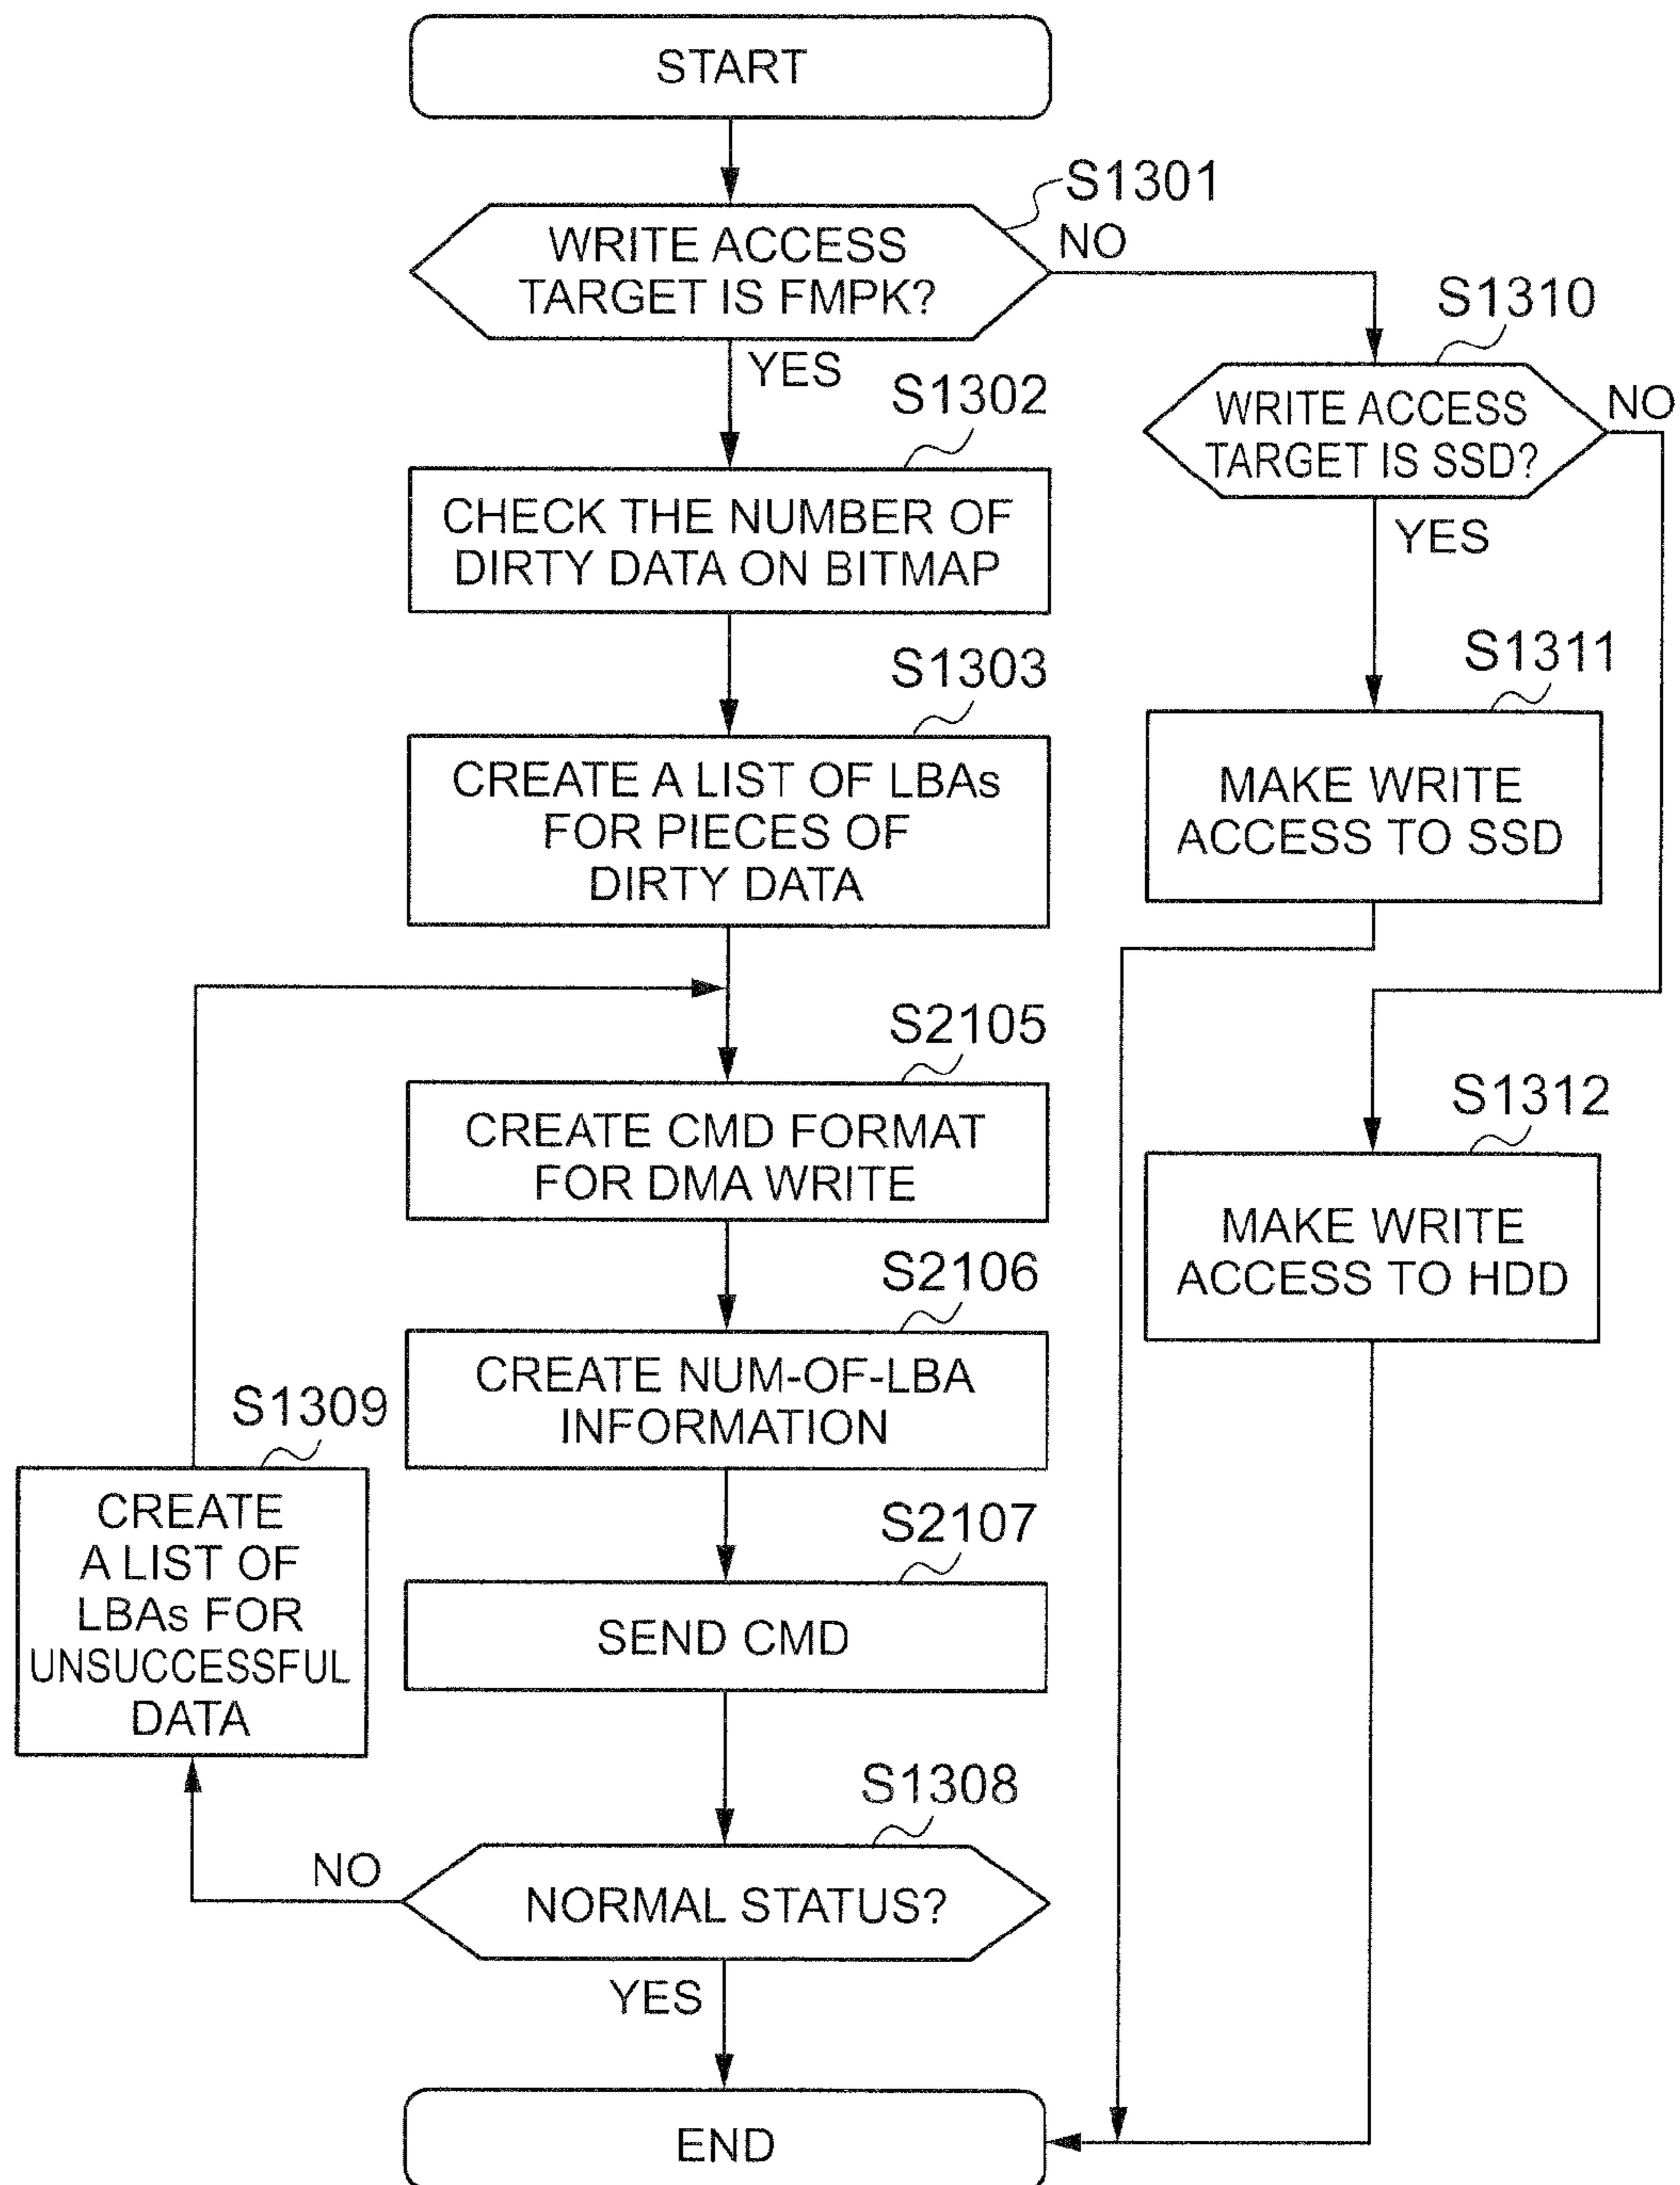 START
S1301
WRITE ACCESS
TARGET IS FMPK?
NO
YES
S1310
WRITE ACCESS
TARGET IS SSD?
NO
YES
S1302
CHECK THE NUMBER OF
DIRTY DATA ON BITMAP
S1303
CREATE A LIST OF LBAs
FOR PIECES OF
DIRTY DATA
S1311
MAKE WRITE
ACCESS TO SSD
S2105
CREATE CMD FORMAT
FOR DMA WRITE
S1312
MAKE WRITE
ACCESS TO HDD
S2106
CREATE NUM-OF-LBA
INFORMATION
S1309
CREATE
A LIST OF
LBAs FOR
UNSUCCESSFUL
DATA
S2107
SEND CMD
S1308
NORMAL STATUS?
NO
YES
END